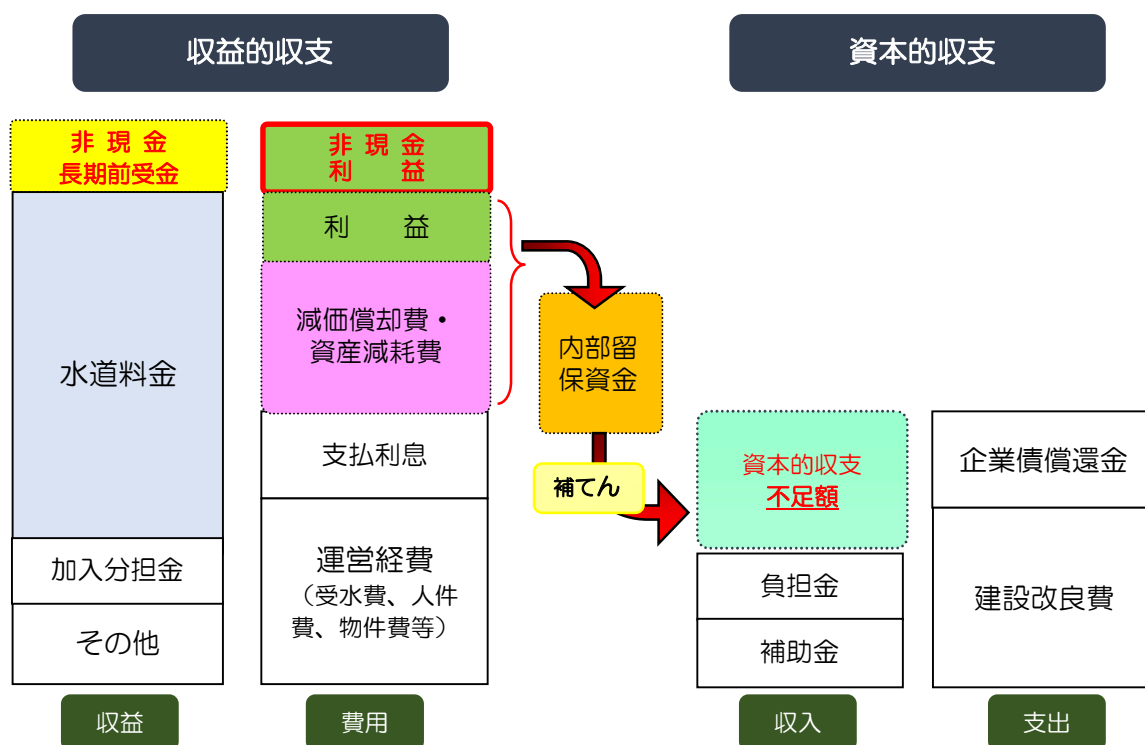 収益的収支
資本的収支
非 現 金
長期前受金
水道料金
加入分担金
その他
収益
非 現 金
利 益
利 益
減価償却費・
資産減耗費
支払利息
運営経費
（受水費、人件
費、物件費等）
費用
内部留
保資金
補てん
資本的収支
不足額
負担金
補助金
収入
企業債償還金
建設改良費
支出